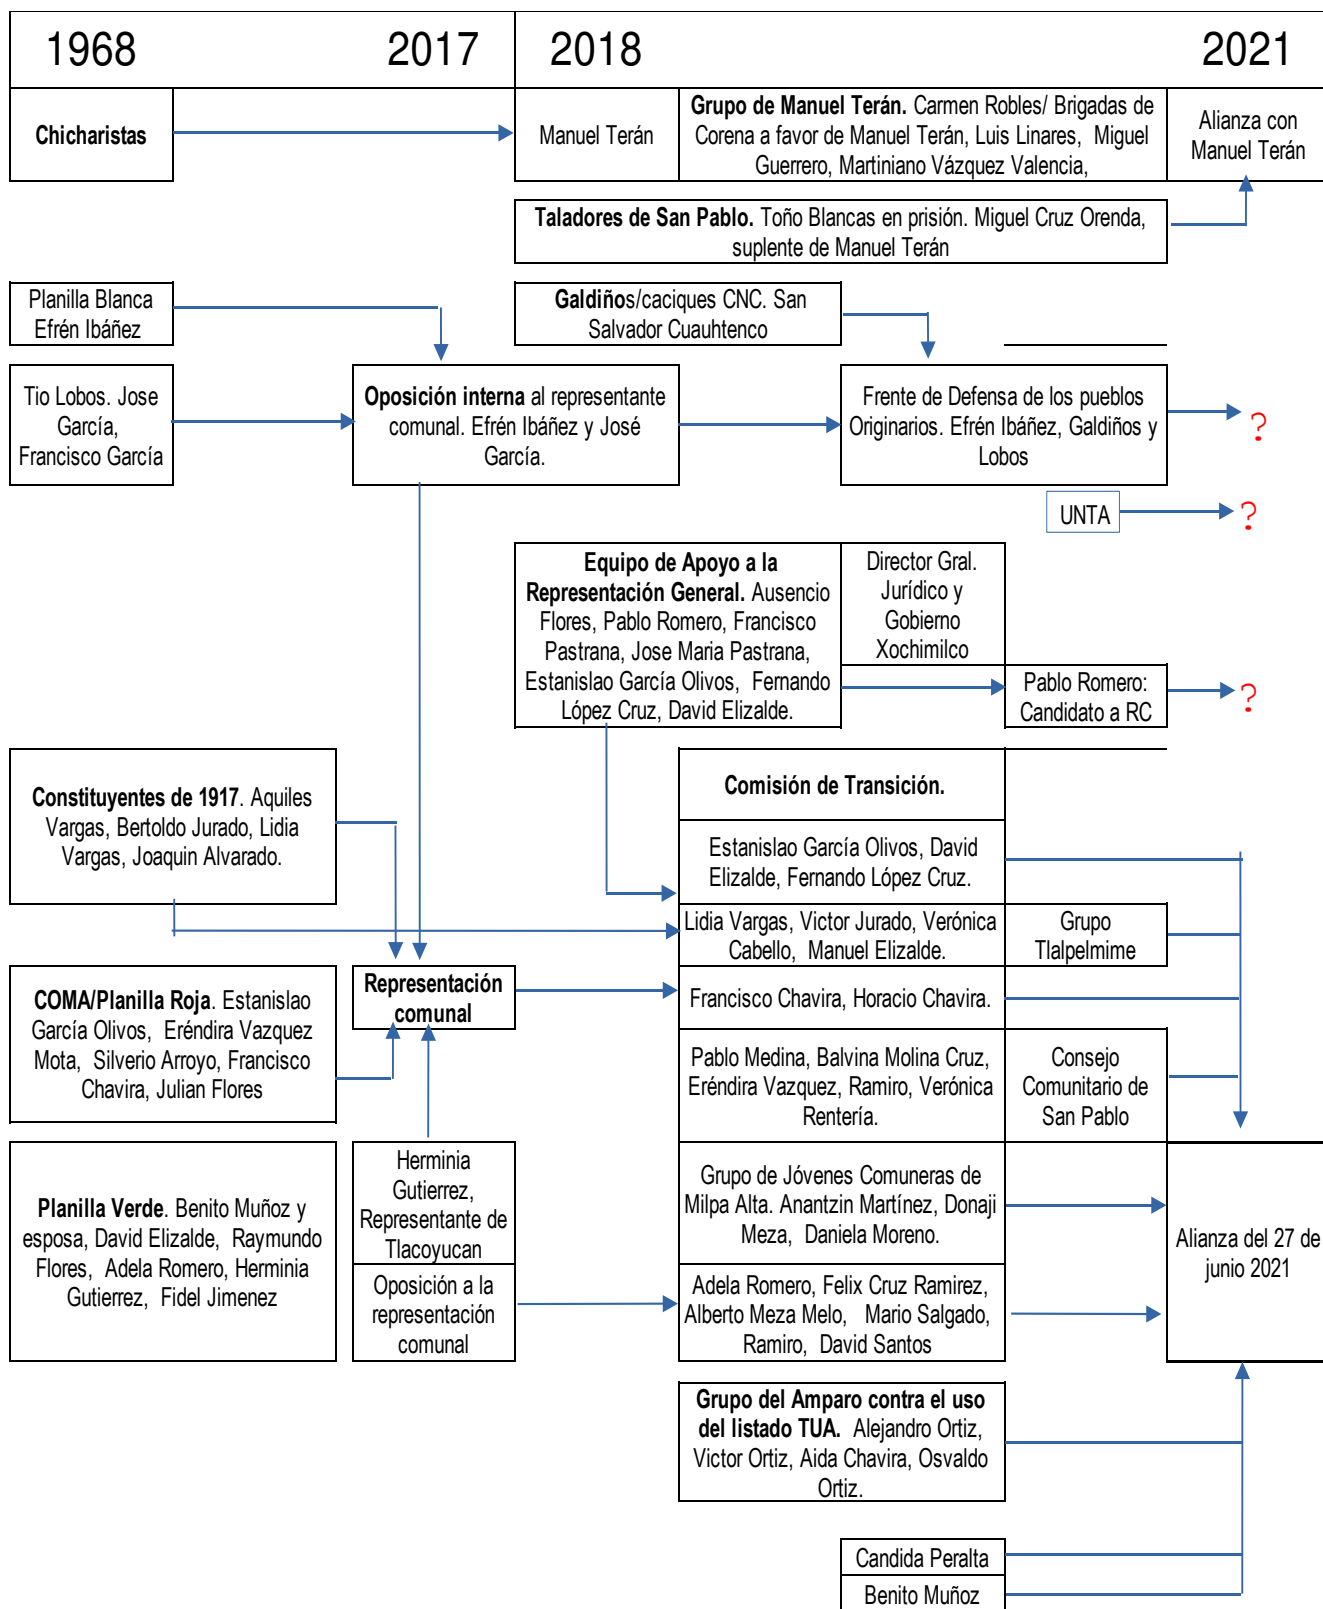 1968
2017
2018
2021
Chicharistas
Manuel Terán
Grupo de Manuel Terán. Carmen Robles/ Brigadas de
Corena a favor de Manuel Terán, Luis Linares, Miguel
Guerrero, Martiniano Vázquez Valencia,
Alianza con
Manuel Terán
Taladores de San Pablo. Toño Blancas en prisión. Miguel Cruz Orenda,
suplente de Manuel Terán
Planilla Blanca
Efrén Ibáñez
Galdiños/caciques CNC. San
Salvador Cuauhtenco
Tio Lobos. Jose
García,
Francisco García
Oposición interna al representante
comunal. Efrén Ibáñez y José
García.
Frente de Defensa de los pueblos
Originarios. Efrén Ibáñez, Galdiños y
Lobos
?
UNTA
?
Equipo de Apoyo a la
Representación General. Ausencio
Flores, Pablo Romero, Francisco
Pastrana, Jose Maria Pastrana,
Estanislao García Olivos, Fernando
López Cruz, David Elizalde.
Director Gral.
Jurídico y
Gobierno
Xochimilco
Pablo Romero:
Candidato a RC
?
Constituyentes de 1917. Aquiles
Vargas, Bertoldo Jurado, Lidia
Vargas, Joaquin Alvarado.
Comisión de Transición.
Estanislao García Olivos, David
Elizalde, Fernando López Cruz.
Lidia Vargas, Victor Jurado, Verónica
Cabello, Manuel Elizalde.
Grupo
Tlalpelmime
COMA/Planilla Roja. Estanislao
García Olivos, Eréndira Vazquez
Mota, Silverio Arroyo, Francisco
Chavira, Julian Flores
Representación
comunal
Francisco Chavira, Horacio Chavira.
Pablo Medina, Balvina Molina Cruz,
Eréndira Vazquez, Ramiro, Verónica
Rentería.
Consejo
Comunitario de
San Pablo
Planilla Verde. Benito Muñoz y
esposa, David Elizalde, Raymundo
Flores, Adela Romero, Herminia
Gutierrez, Fidel Jimenez
Herminia
Gutierrez,
Representante de
Tlacoyucan
Oposición a la
representación
comunal
Grupo de Jóvenes Comuneras de
Milpa Alta. Anantzin Martínez, Donaji
Meza, Daniela Moreno.
Adela Romero, Felix Cruz Ramirez,
Alberto Meza Melo, Mario Salgado,
Ramiro, David Santos
Alianza del 27 de
junio 2021
Grupo del Amparo contra el uso
del listado TUA. Alejandro Ortiz,
Victor Ortiz, Aida Chavira, Osvaldo
Ortiz.
Candida Peralta
Benito Muñoz